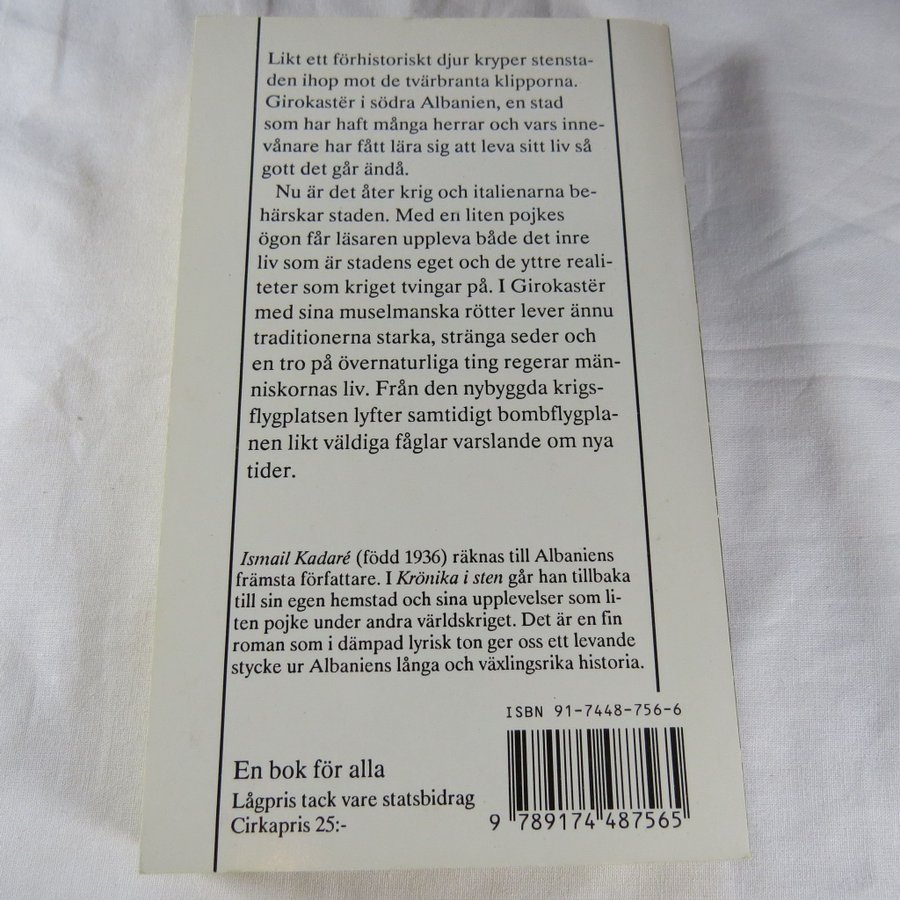 Likt ett förhistoriskt djur kryper stensta-
den ihop mot de tvärbranta klipporna.
Girokastër i södra Albanien, en stad
som har haft många herrar och vars inne-
vånare har fått lära sig att leva sitt liv så
gott det går ändå.
Nu är det åter krig och italienarna be-
härskar staden. Med en liten pojkes
ögon får läsaren uppleva både det inre
liv som är stadens eget och de yttre reali-
teter som kriget tvingar på. I Girokastër
med sina muselmanska rötter lever ännu
traditionerna starka, stränga seder och
en tro på övernaturliga ting regerar män-
niskornas liv. Från den nybyggda krigs-
flygplatsen lyfter samtidigt bombflygpla-
nen likt väldiga fåglar varslande om nya
tider.
Ismail Kadaré (född 1936) räknas till Albaniens
främsta författare. I Krönika i sten går han tillbaka
till sin egen hemstad och sina upplevelser som li-
ten pojke under andra världskriget. Det är en fin
roman som i dämpad lyrisk ton ger oss ett levande
stycke ur Albaniens långa och växlingsrika historia.
ISBN 91-7448-756-6
En bok för alla
Lågpris tack vare statsbidrag
Cirkapris 25:-
9 789174 487565